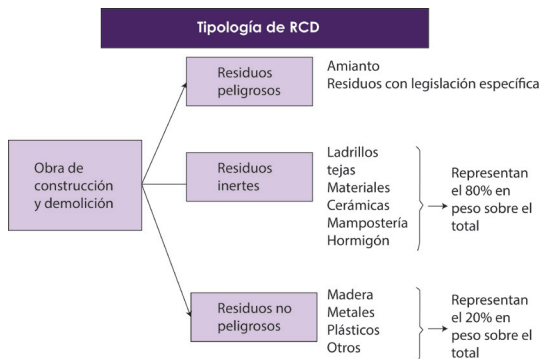 Tipología de RCD
Obra de
construcción
y demolición
Residuos
peligrosos
Amianto
Residuos con legislación específica
Residuos
inertes
Ladrillos
tejas
Materiales
Cerámicas
Mampostería
Hormigón
Representan
el 80% en
peso sobre el
total
Residuos no
peligrosos
Madera
Metales
Plásticos
Otros
Representan
el 20% en
peso sobre el
total